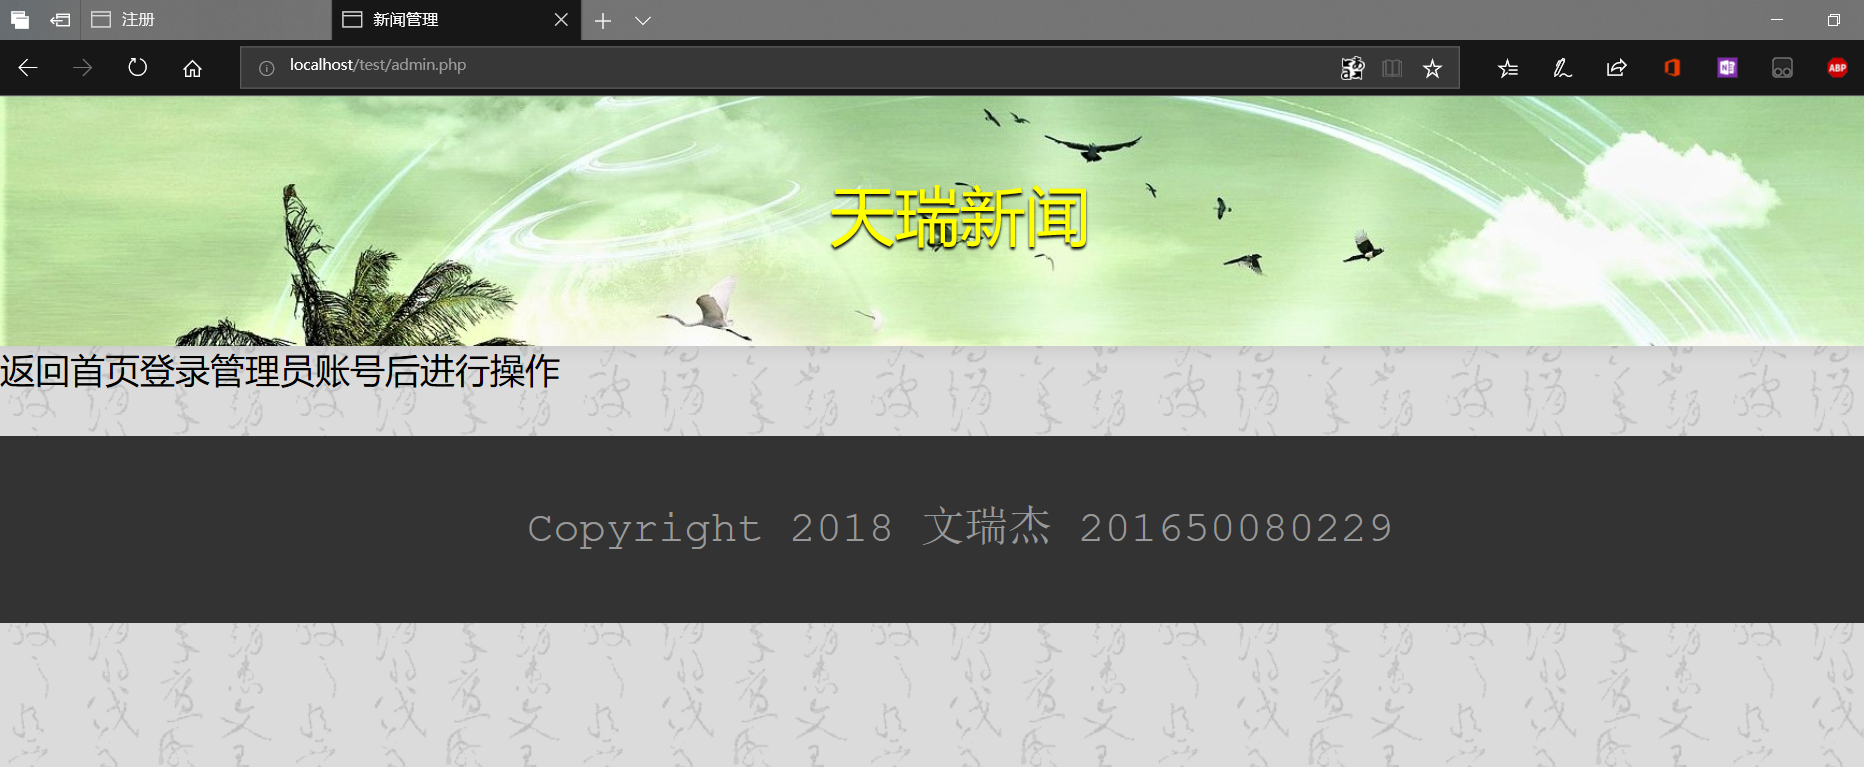 注册
新闻管理
localhost/test/admin.php
ABP
天瑞新闻
返回首页登录管理员账号后进行操作
Copyright 2018 文瑞杰 201650080229